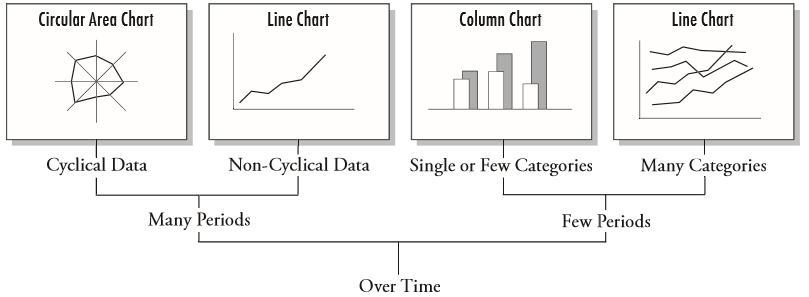 Circular Area Chart
Line Chart
Column Chart
Line Chart
Cyclical Data
Non-Cyclical Data
Single or Few Categories
Many Categories
Many Periods
Few Periods
Over Time